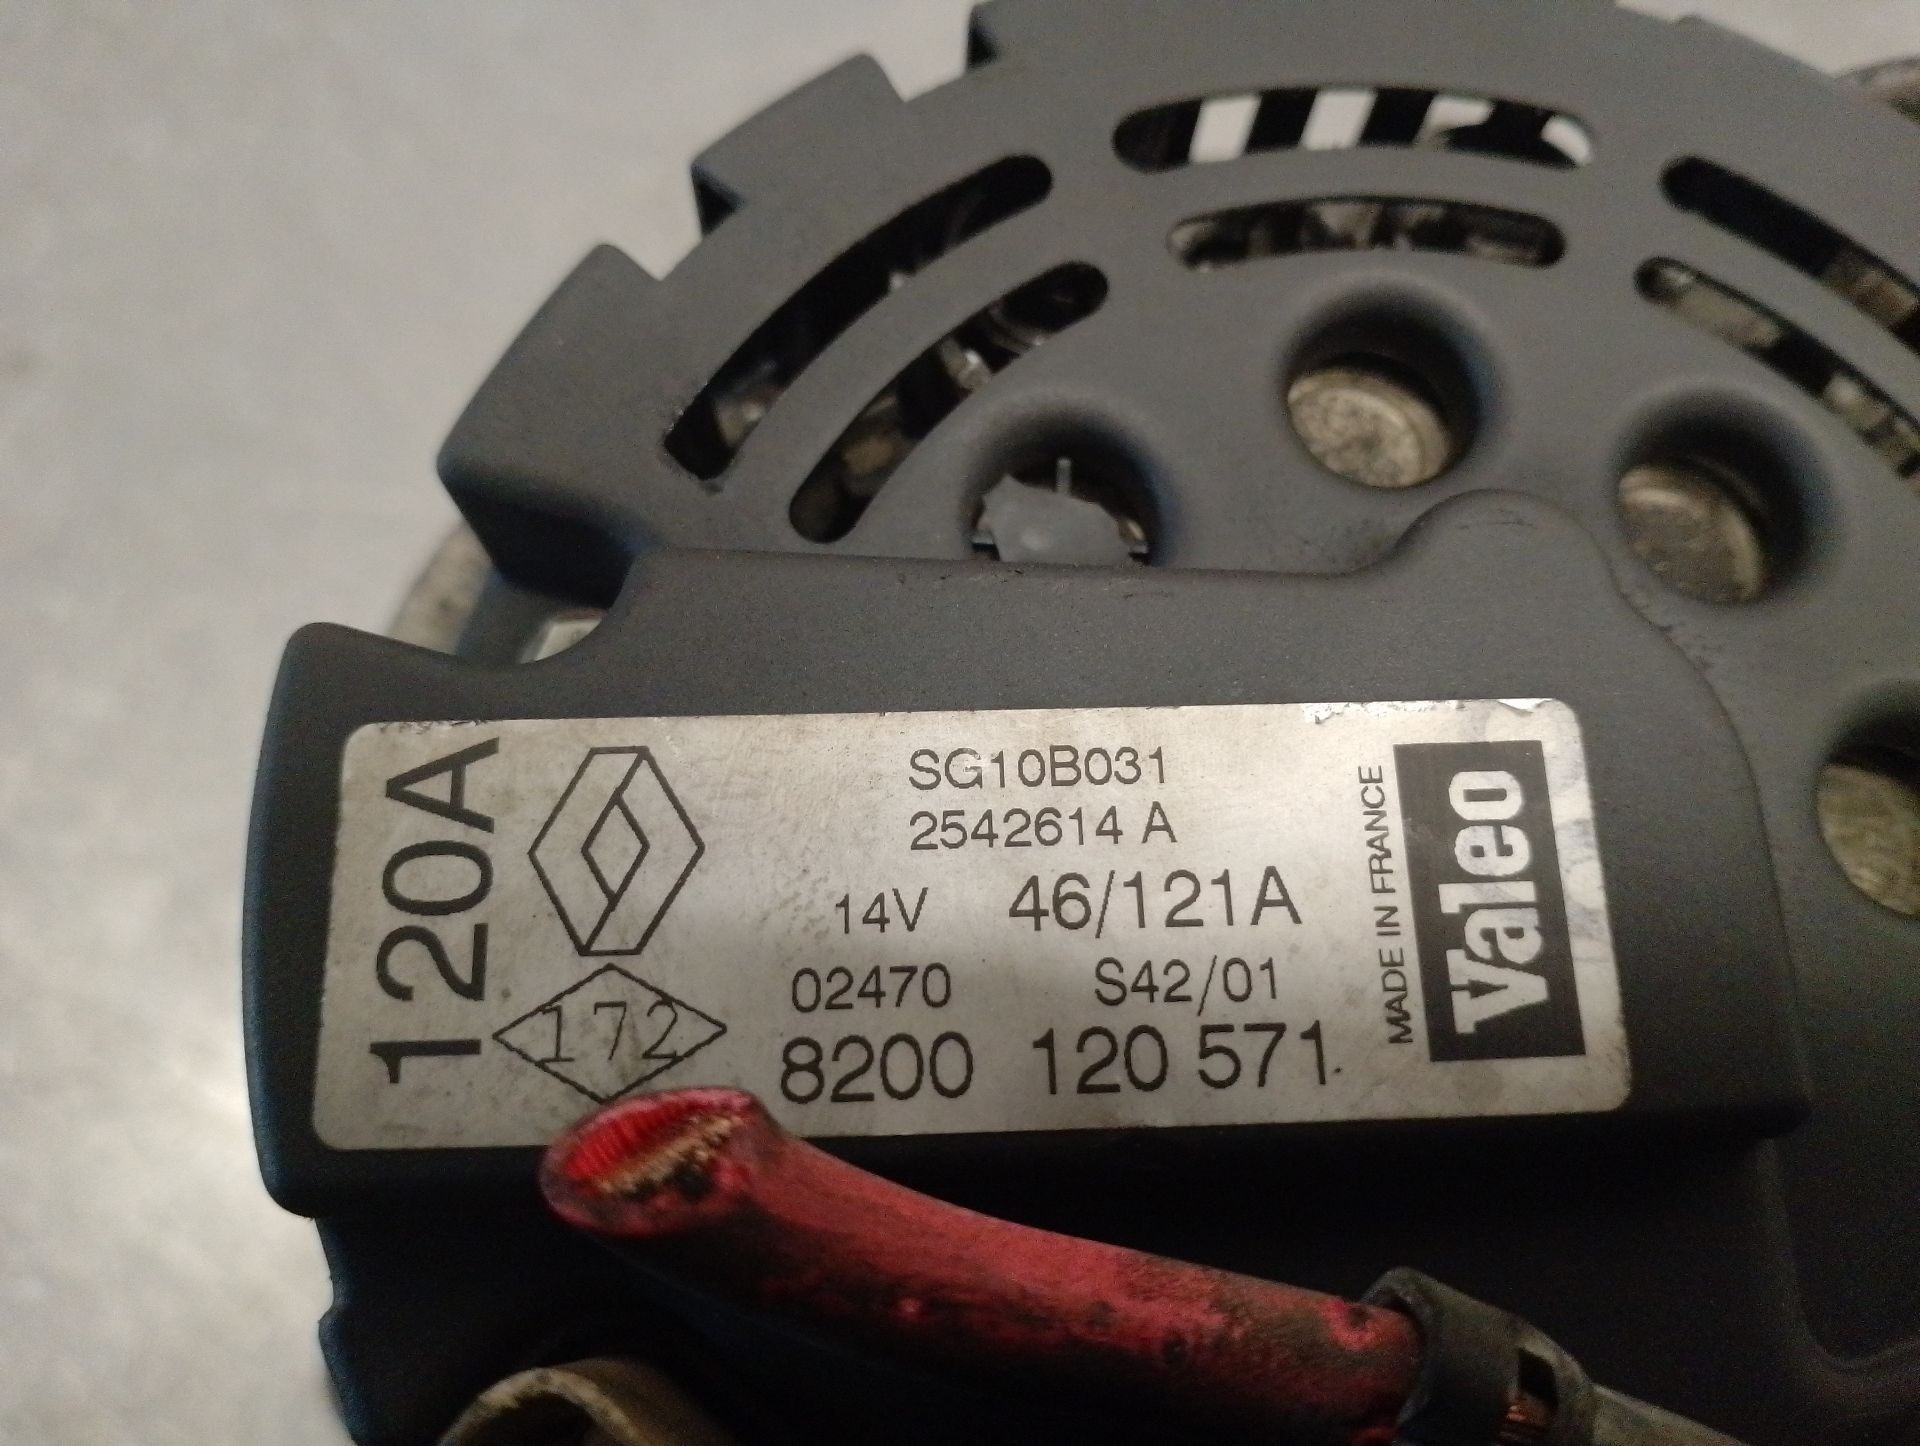 120A
SG10B031
2542614 A
14V 46/121A
02470 S42/01
172
8200 120 571
MADE IN FRANCE
Valeo